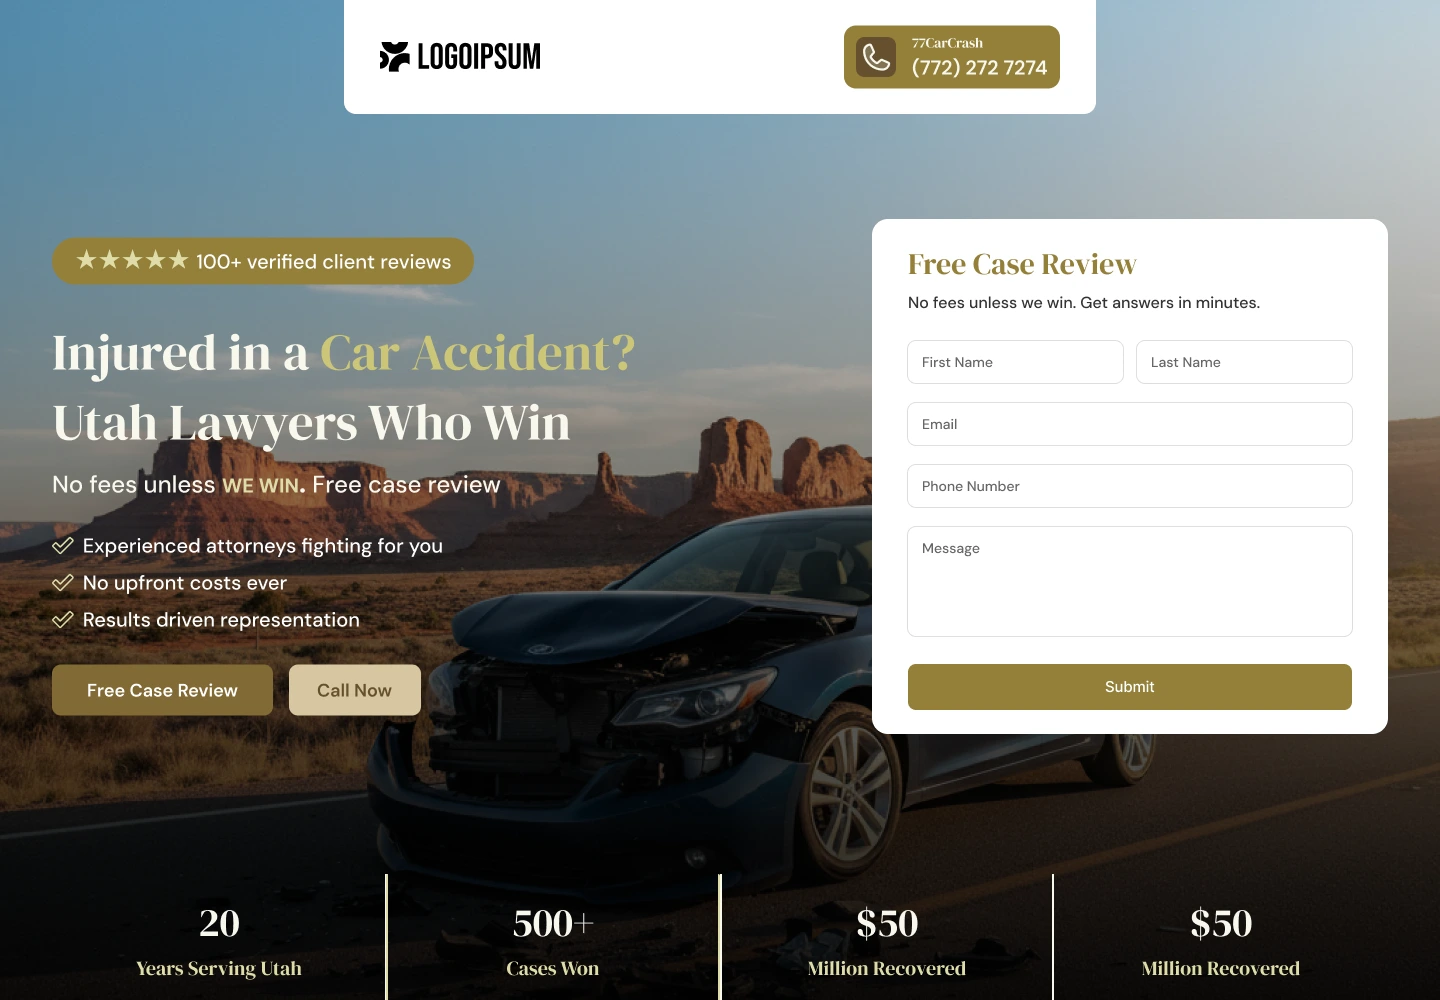 LOGOIPSUM
77CarCrash
(772) 272 7274
★★★★★ 100+ verified client reviews
Injured in a Car Accident?
Utah Lawyers Who Win
No fees unless WE WIN. Free case review
Experienced attorneys fighting for you
No upfront costs ever
Results driven representation
Free Case Review
Call Now
Free Case Review
No fees unless we win. Get answers in minutes.
First Name
Last Name
Email
Phone Number
Message
Submit
20
Years Serving Utah
500+
Cases Won
$50
Million Recovered
$50
Million Recovered